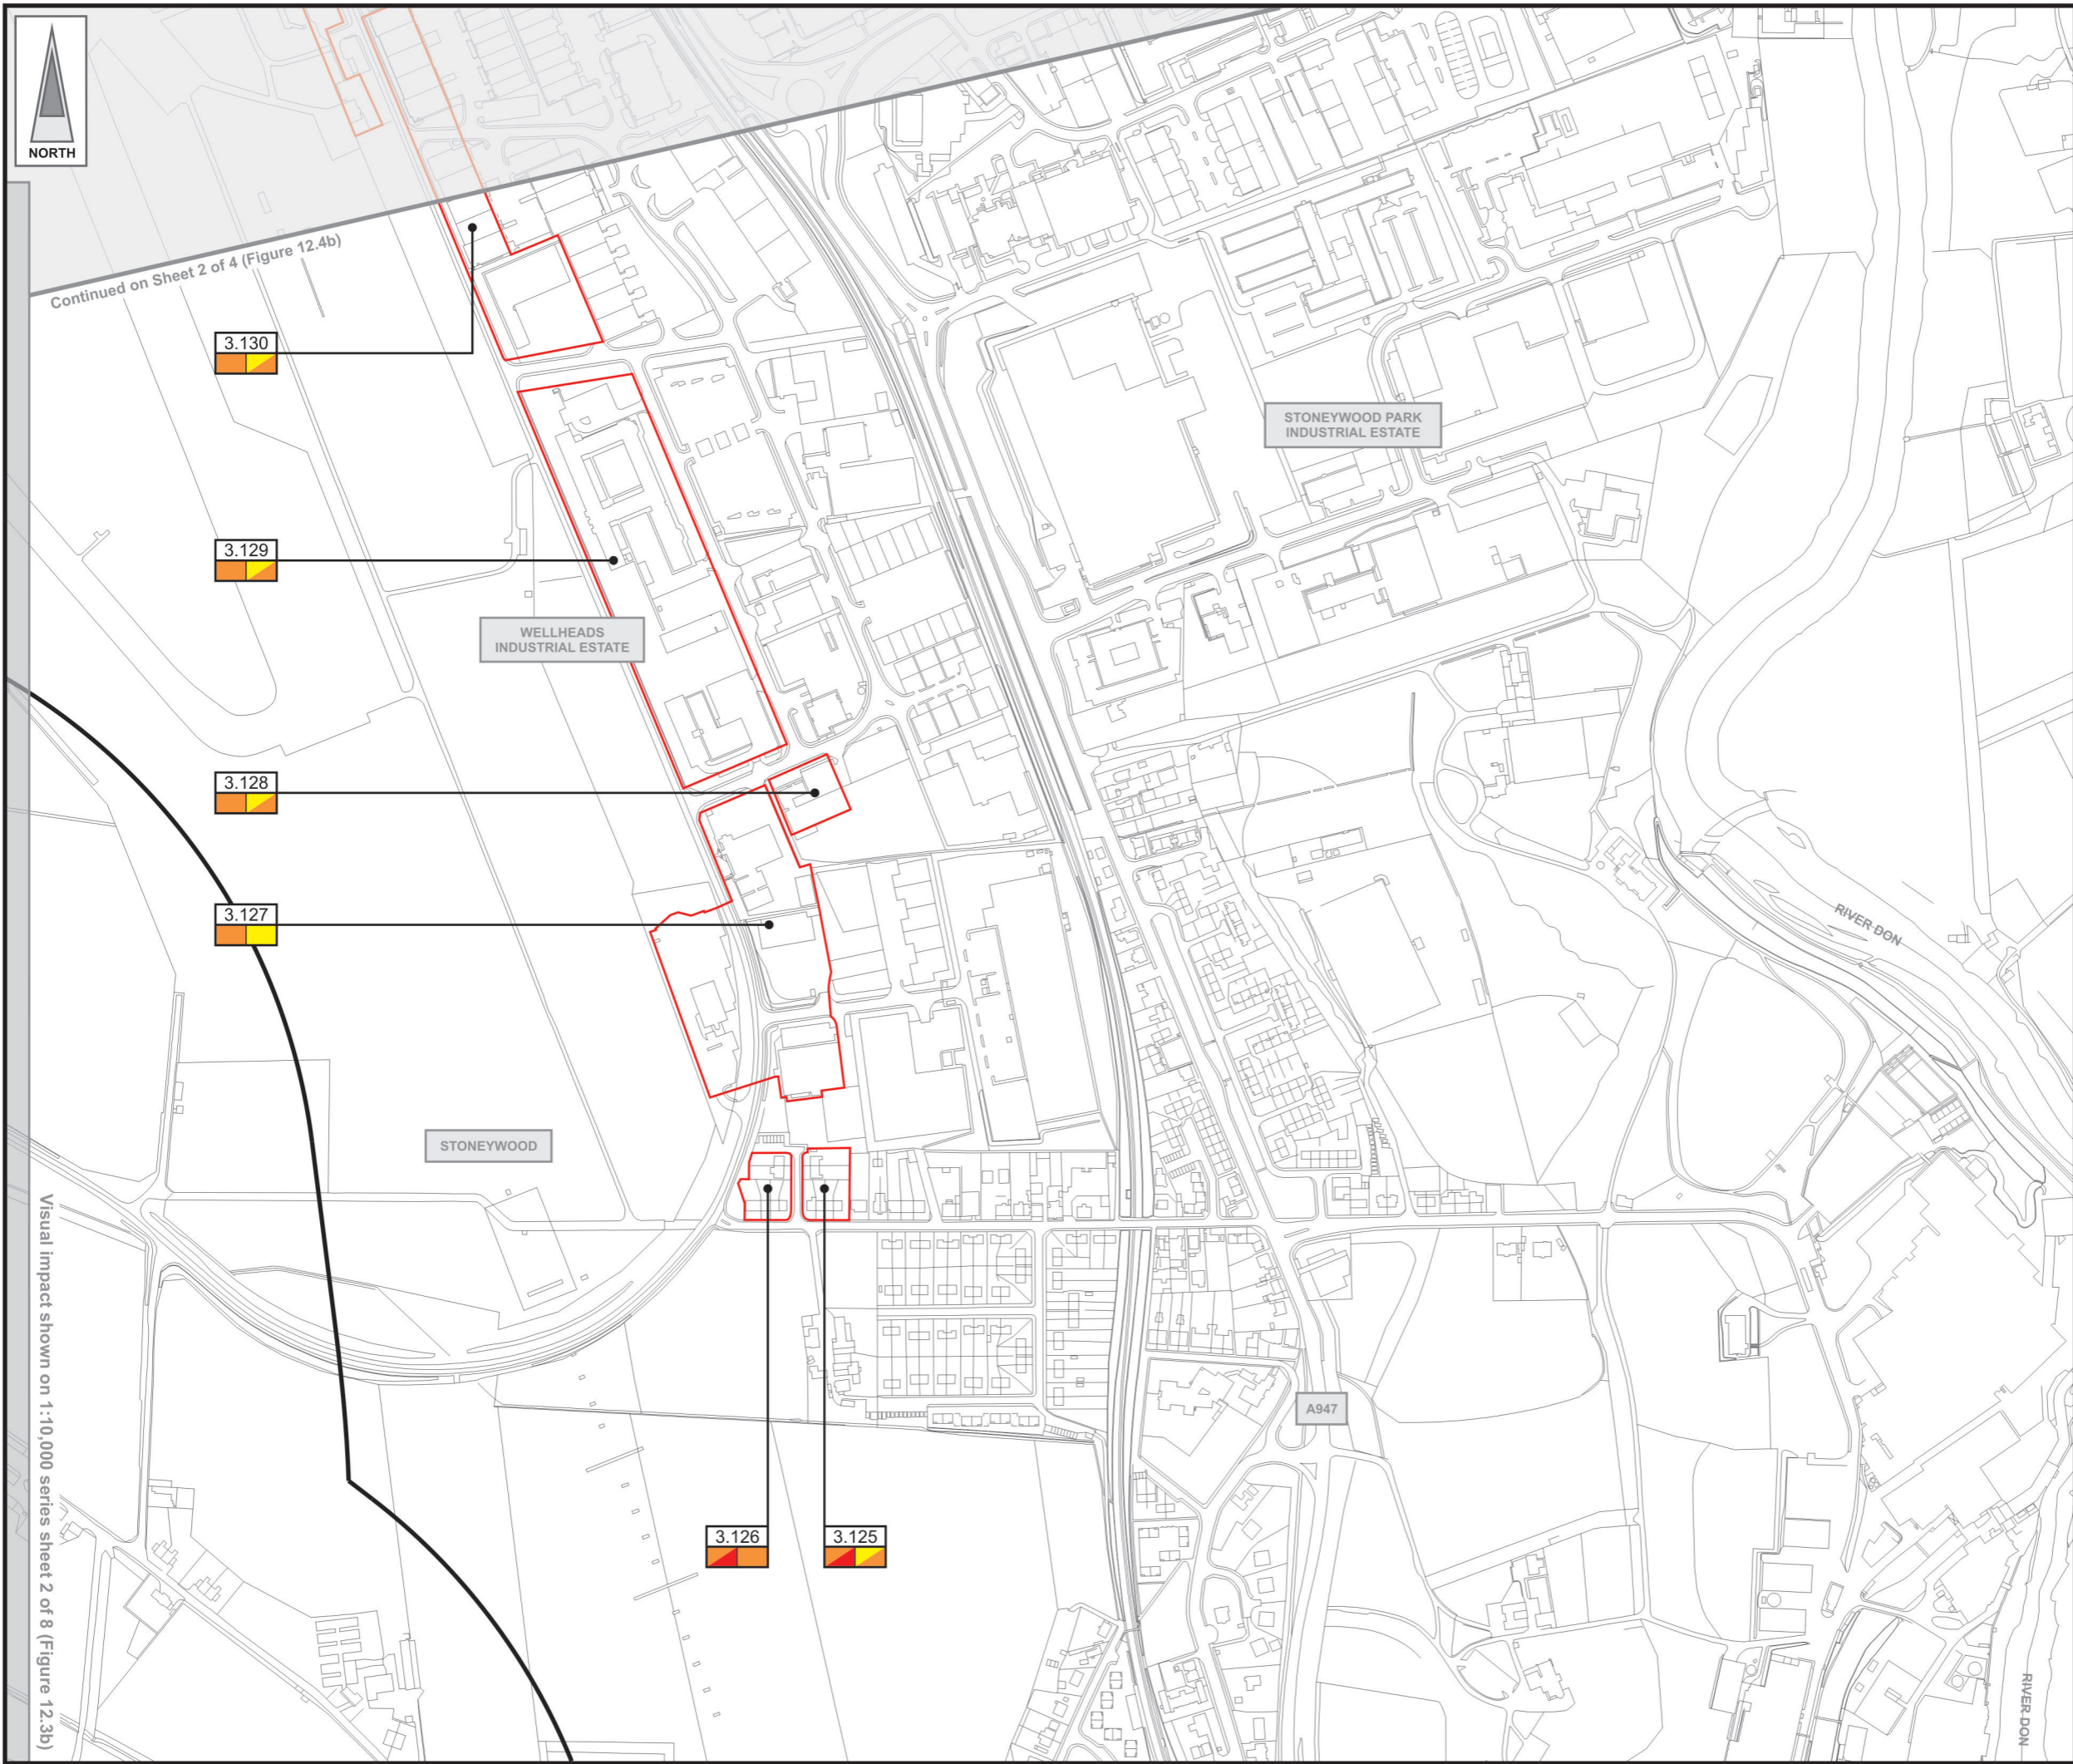 NORTH
Continued on Sheet 2 of 4 (Figure 12.4b)
3.130
STONEYWOOD PARK
INDUSTRIAL ESTATE
3.129
WELLHEADS
INDUSTRIAL ESTATE
3.128
3.127
RIVER DON
STONEYWOOD
Visual impact shown on 1:10,000 series sheet 2 of 8 (Figure 12.3b)
A947
3.126
3.125
RIVER DON